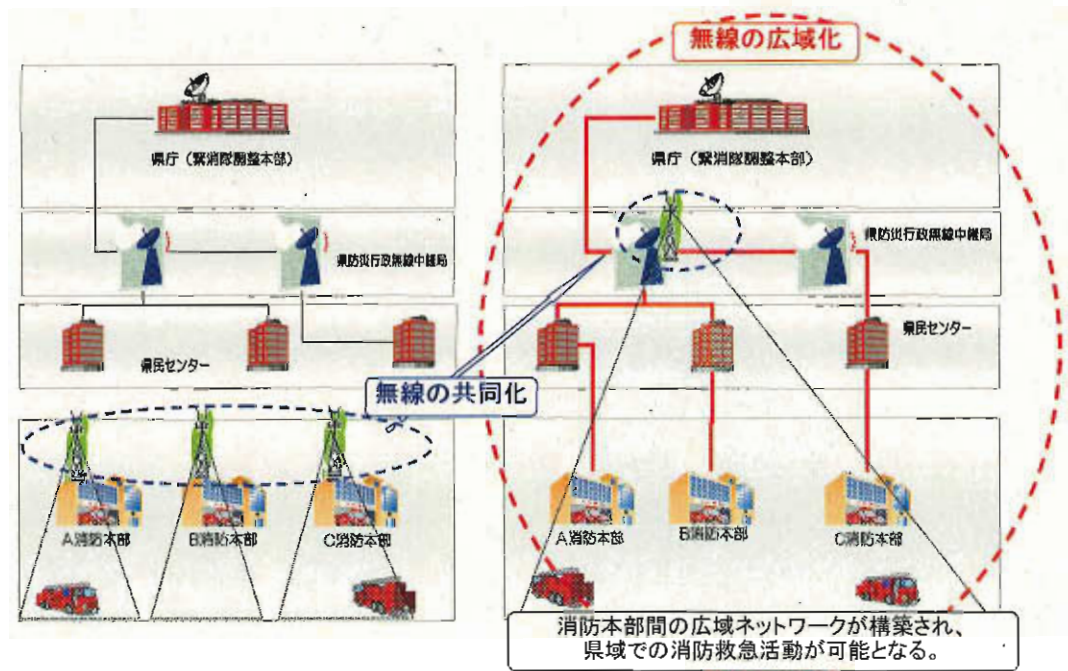 無線の広域化
県庁（緊消隊調整本部）
県防災行政無線中継局
県民センター
無線の共同化
A消防本部
B消防本部
C消防本部
県庁（緊消隊調整本部）
県防災行政無線中継局
県民センター
A消防本部
B消防本部
C消防本部
消防本部間の広域ネットワークが構築され、
県域での消防救急活動が可能となる。